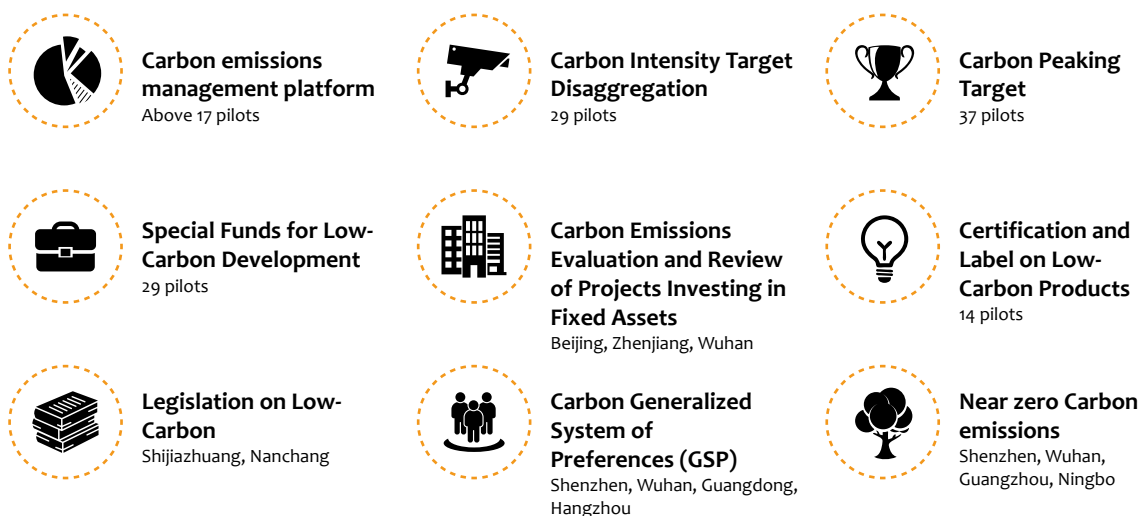 Carbon emissions
management platform
Above 17 pilots
Carbon Intensity Target
Disaggregation
29 pilots
Carbon Peaking
Target
37 pilots
Special Funds for Low-
Carbon Development
29 pilots
Carbon Emissions
Evaluation and Review
of Projects Investing in
Fixed Assets
Beijing, Zhenjiang, Wuhan
Certification and
Label on Low-
Carbon Products
14 pilots
Legislation on Low-
Carbon
Shijiazhuang, Nanchang
Carbon Generalized
System of
Preferences (GSP)
Shenzhen, Wuhan, Guangdong,
Hangzhou
Near zero Carbon
emissions
Shenzhen, Wuhan,
Guangzhou, Ningbo